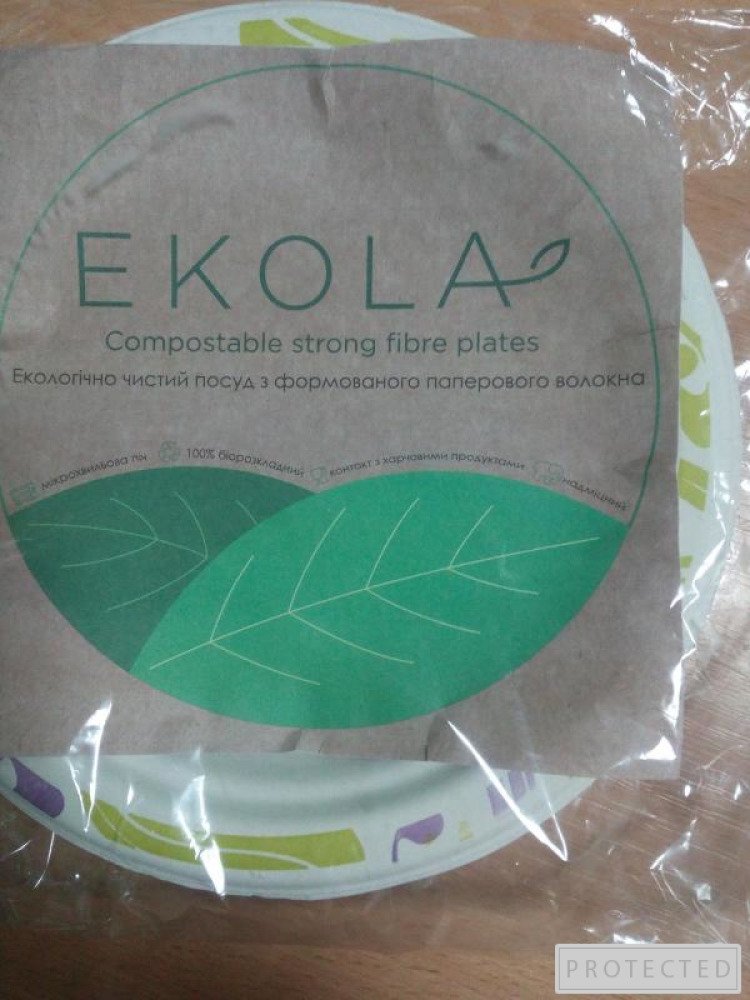 EKOLA
Compostable strong fibre plates
Екологічно чистий посуд з формованого паперового волокна
мікрохвильова піч 100% біорозкладний контакт з харчовими продуктами надміцний
PROTECTED